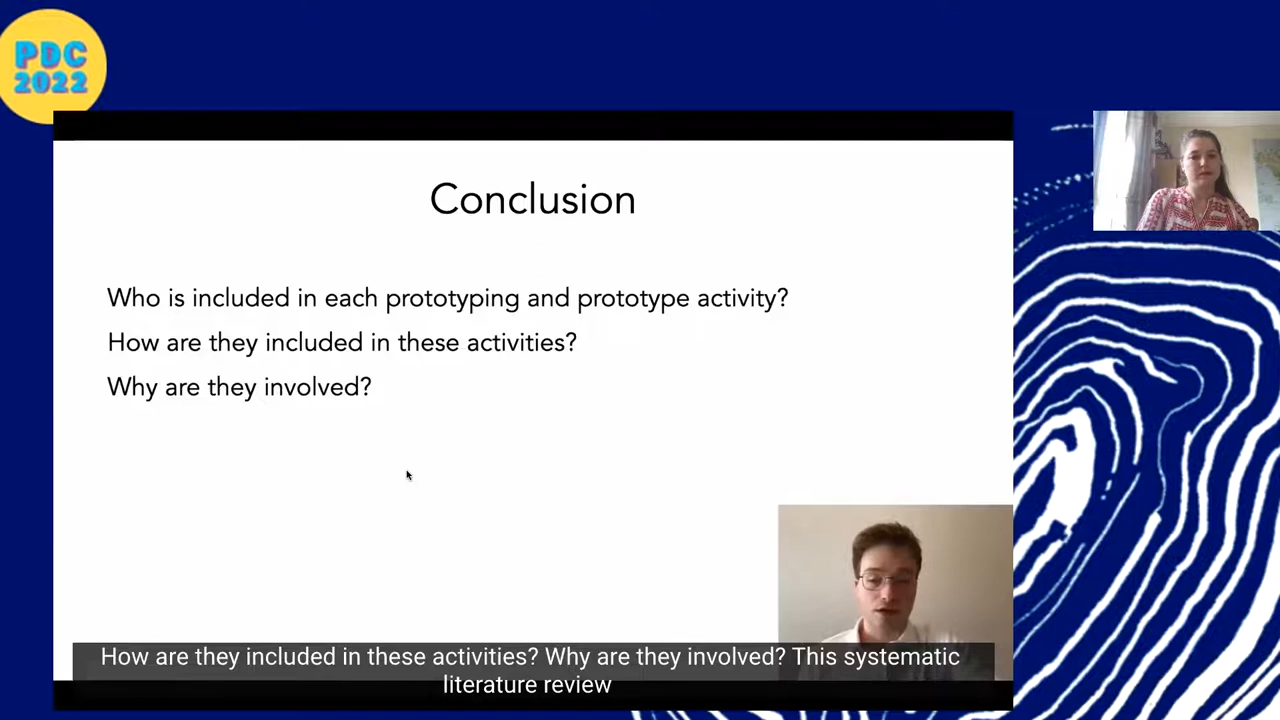 PDC
2022
Conclusion
Who is included in each prototyping and prototype activity?
How are they included in these activities?
Why are they involved?
How are they included in these activities? Why are they involved? This systematic
literature review